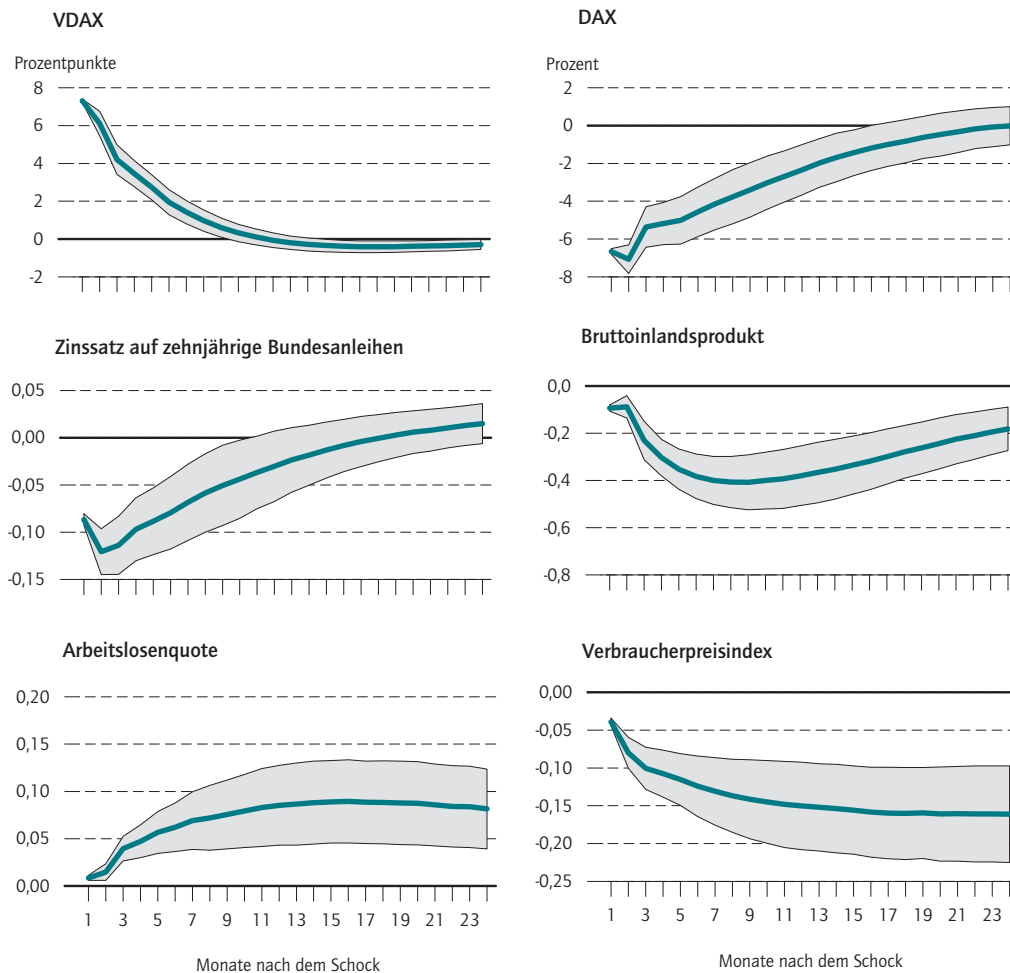 VDAX
Prozentpunkte
8
6
4
2
0
-2
DAX
Prozent
2
0
-2
-4
-6
-8
Zinssatz auf zehnjährige Bundesanleihen
0,05
0,00
-0,05
-0,10
-0,15
Bruttoinlandsprodukt
0,0
-0,2
-0,4
-0,6
-0,8
Arbeitslosenquote
0,20
0,15
0,10
0,05
0,00
1 3 5 7 9 11 13 15 17 19 21 23
Monate nach dem Schock
Verbraucherpreisindex
0,00
-0,05
-0,10
-0,15
-0,20
-0,25
1 3 5 7 9 11 13 15 17 19 21 23
Monate nach dem Schock